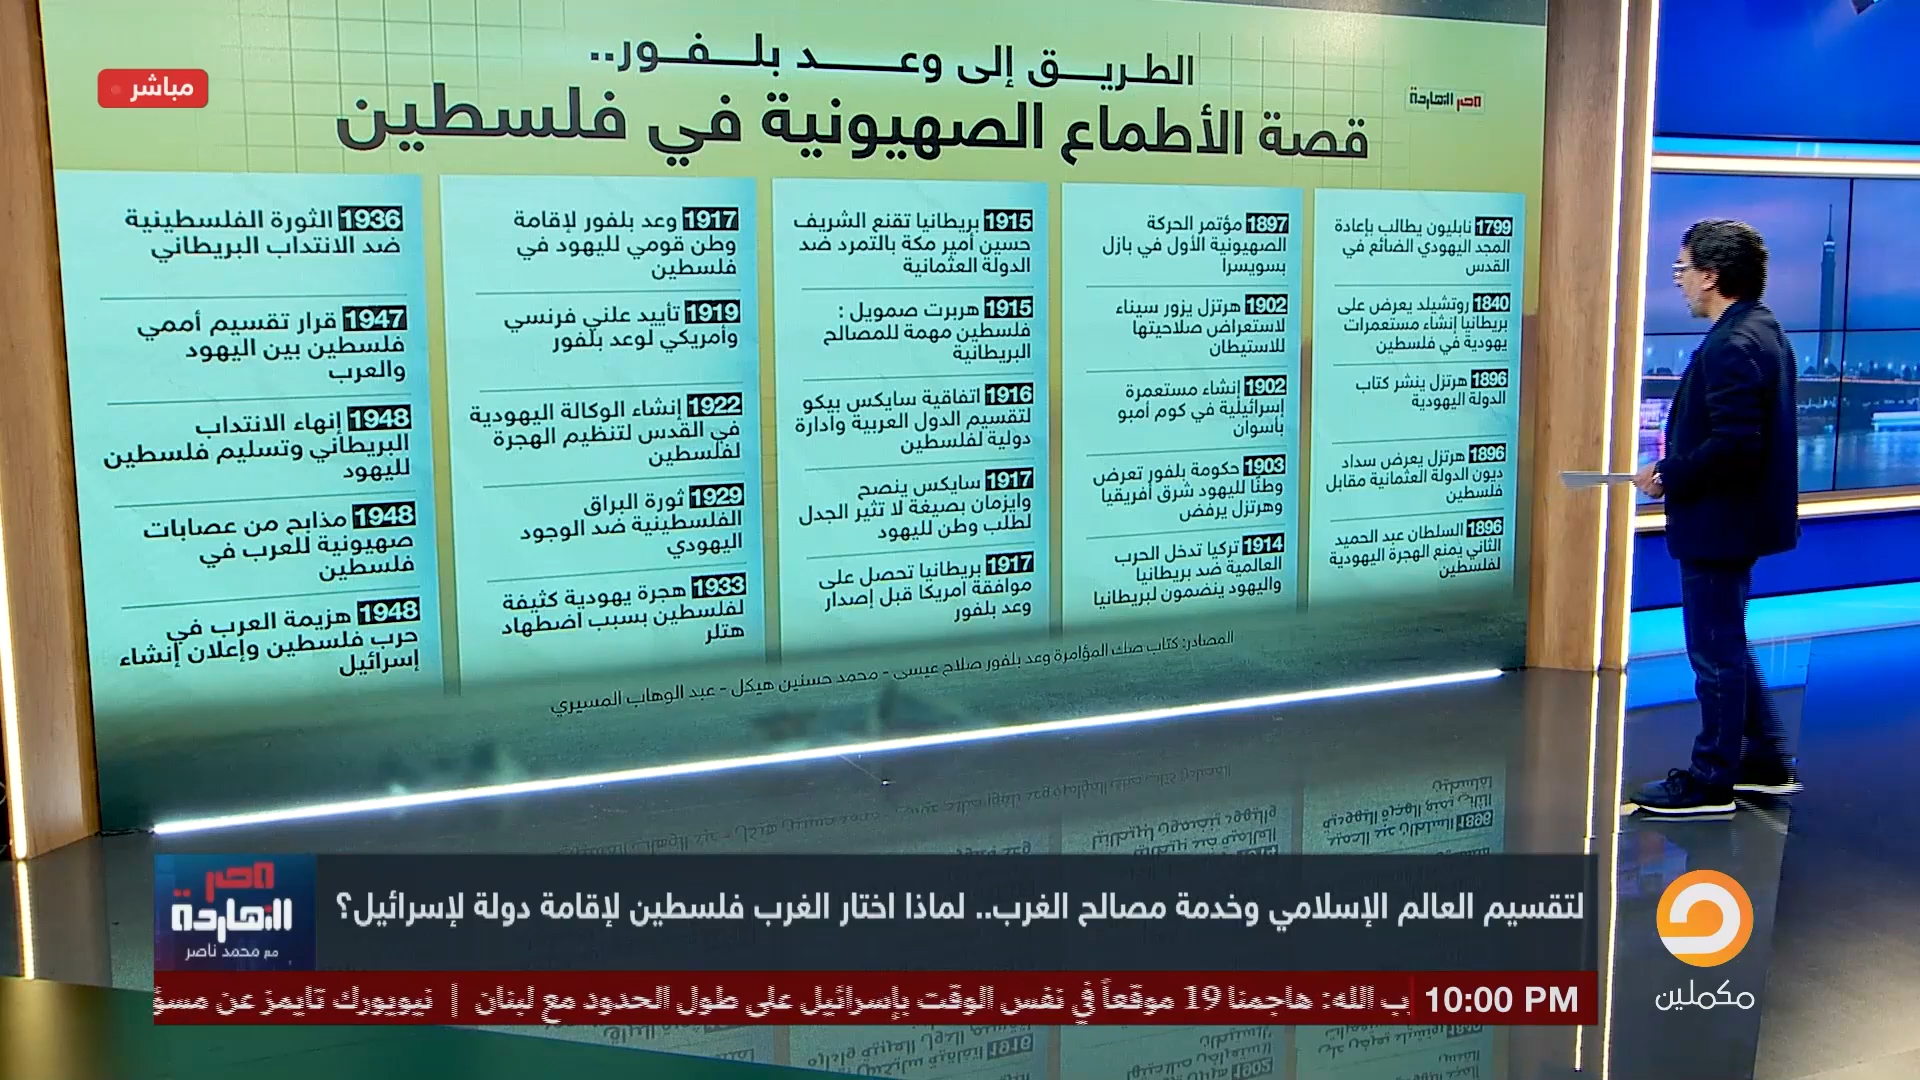 الطريق إلى وعد بلفور..
قصة الأطماع الصهيونية في فلسطين
مصر النهاردة
مباشر
1799 نابليون يطالب بإعادة
المجد اليهودي الضائع في
القدس
1840 روتشيلد يعرض على
بريطانيا إنشاء مستعمرات
يهودية في فلسطين
1896 هرتزل ينشر كتاب
الدولة اليهودية
1896 هرتزل يعرض سداد
ديون الدولة العثمانية مقابل
فلسطين
1896 السلطان عبد الحميد
الثاني يمنع الهجرة اليهودية
لفلسطين
1897 مؤتمر الحركة
الصهيونية الأول في بازل
بسويسرا
1902 هرتزل يزور سيناء
لاستعراض صلاحيتها
للاستيطان
1902 إنشاء مستعمرة
إسرائيلية في كوم أمبو
بأسوان
1903 حكومة بلفور تعرض
وطنًا لليهود شرق أفريقيا
وهرتزل يرفض
1914 تركيا تدخل الحرب
العالمية ضد بريطانيا
واليهود ينضمون لبريطانيا
1915 بريطانيا تقنع الشريف
حسين أمير مكة بالتمرد ضد
الدولة العثمانية
1915 هربرت صمويل :
فلسطين مهمة للمصالح
البريطانية
1916 اتفاقية سايكس بيكو
لتقسيم الدول العربية وادارة
دولية لفلسطين
1917 سايكس ينصح
وايزمان بصيغة لا تثير الجدل
لطلب وطن لليهود
1917 بريطانيا تحصل على
موافقة امريكا قبل إصدار
وعد بلفور
1917 وعد بلفور لإقامة
وطن قومي لليهود في
فلسطين
1919 تأييد علني فرنسي
وأمريكي لوعد بلفور
1922 إنشاء الوكالة اليهودية
في القدس لتنظيم الهجرة
لفلسطين
1929 ثورة البراق
الفلسطينية ضد الوجود
اليهودي
1933 هجرة يهودية كثيفة
لفلسطين بسبب اضطهاد
هتلر
1936 الثورة الفلسطينية
ضد الانتداب البريطاني
1947 قرار تقسيم أممي
فلسطين بين اليهود
والعرب
1948 إنهاء الانتداب
البريطاني وتسليم فلسطين
لليهود
1948 مذابح من عصابات
صهيونية للعرب في
فلسطين
1948 هزيمة العرب في
حرب فلسطين وإعلان إنشاء
إسرائيل
المصادر: كتاب صك المؤامرة وعد بلفور صلاح عيسى - محمد حسنين هيكل - عبد الوهاب المسيري
لتقسيم العالم الإسلامي وخدمة مصالح الغرب.. لماذا اختار الغرب فلسطين لإقامة دولة لإسرائيل؟
مصر
النهاردة
مع محمد ناصر
10:00 PM
ب الله: هاجمنا 19 موقعاً في نفس الوقت بإسرائيل على طول الحدود مع لبنان | نيويورك تايمز عن
مكملين